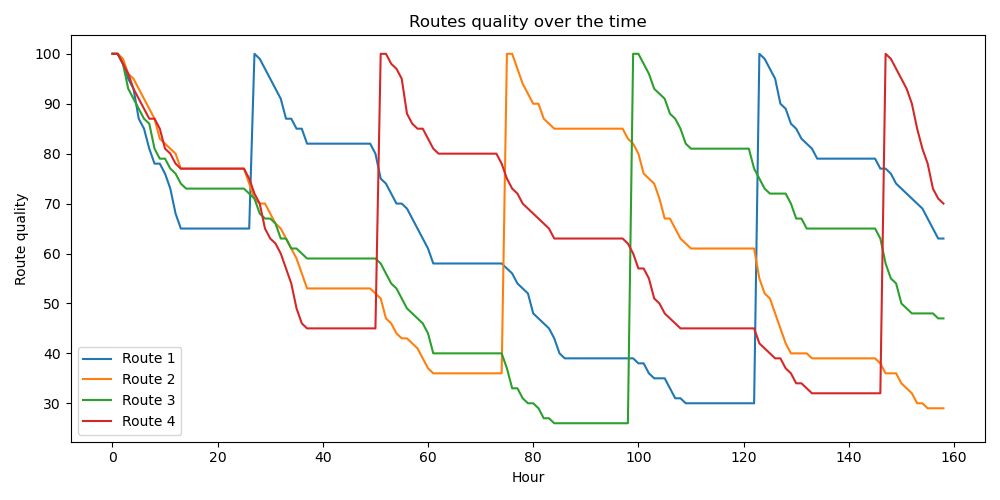 Routes quality over the time
Route quality
100
90
80
70
60
50
40
30
Route 1
Route 2
Route 3
Route 4
0 20 40 60 80 100 120 140 160
Hour